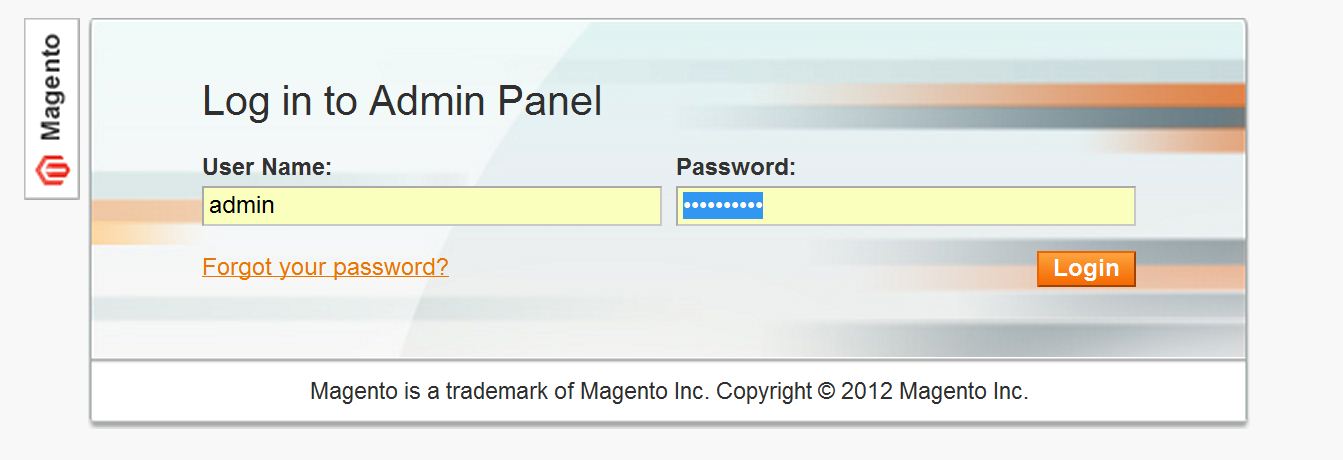 Magento
Log in to Admin Panel
User Name:
Password:
admin
••••••••••
Forgot your password?
Login
Magento is a trademark of Magento Inc. Copyright © 2012 Magento Inc.